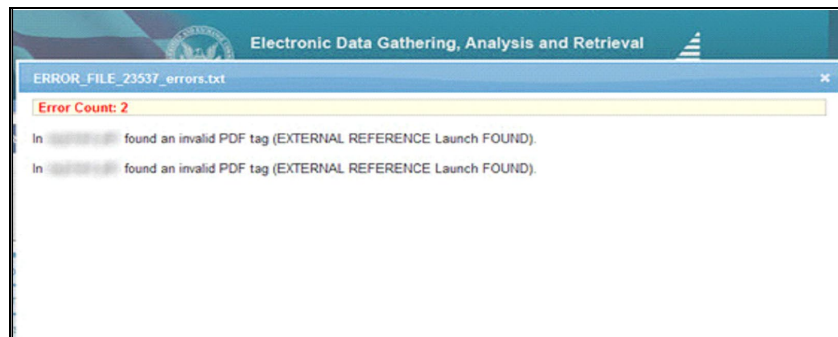 Electronic Data Gathering, Analysis and Retrieval
ERROR_FILE_23537_errors.txt
Error Count: 2
In found an invalid PDF tag (EXTERNAL REFERENCE Launch FOUND).
In found an invalid PDF tag (EXTERNAL REFERENCE Launch FOUND).